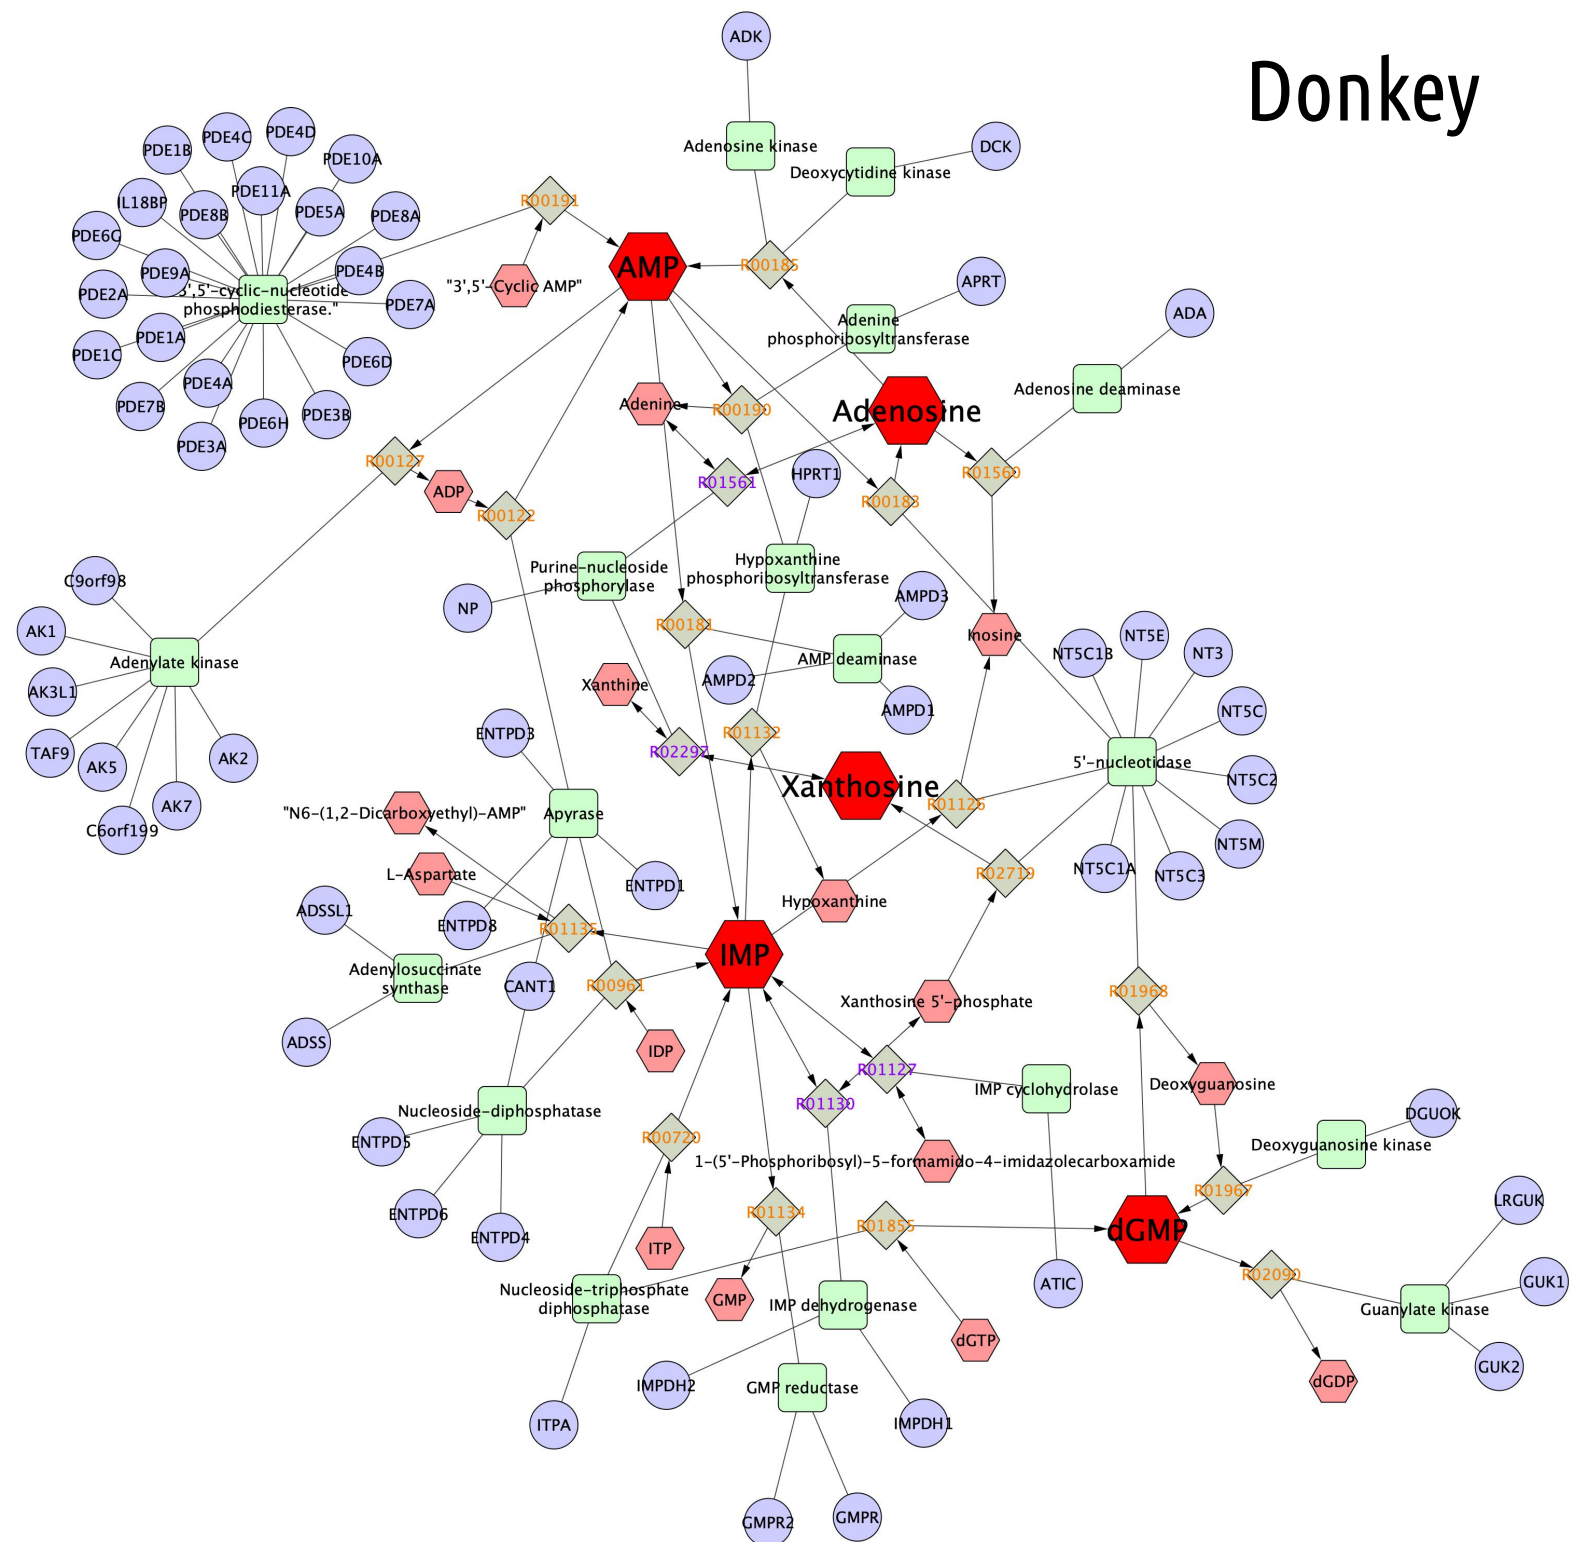 Donkey
ADK
Adenosine kinase
DCK
Deoxycytidine kinase
PDE4D
PDE4C
PDE1B
PDE10A
PDE11A
IL18BP
PDE8B
PDE5A
PDE8A
PDE6C
PDE9A
PDE4B
PDE2A
"3',5'-cyclic-nucleotide
phosphodiesterase."
PDE7A
PDE1A
PDE1C
PDE6D
PDE4A
PDE7B
PDE6H
PDE3B
PDE3A
R00191
"3',5'-Cyclic AMP"
AMP
R00185
APRT
Adenine
phosphoribosyltransferase
ADA
Adenosine deaminase
Adenine
R00190
Adenosine
R00127
ADP
R00122
R01561
HPRT1
R00183
R01560
C9orf98
AK1
Adenylate kinase
AK3L1
TAF9
AK5
AK2
AK7
C6orf199
Purine-nucleoside
phosphorylase
NP
Hypoxanthine
phosphoribosyltransferase
R00181
AMPD3
AMP deaminase
AMPD2
AMPD1
Inosine
NT5C1B
NT5E
NT3
NT5C
5'-nucleotidase
NT5C2
NT5M
NT5C1A
NT5C3
Xanthine
R02297
R01132
Xanthosine
R01126
ENTPD3
"N6-(1,2-Dicarboxyethyl)-AMP"
Apyrase
L-Aspartate
ENTPD1
R02719
Hypoxanthine
ADSSL1
ENTPD8
R01135
IMP
Adenylosuccinate
synthase
CANT1
R00961
ADSS
IDP
Xanthosine 5'-phosphate
R01968
R01127
IMP cyclohydrolase
R01130
Deoxyguanosine
Nucleoside-diphosphatase
ENTPD5
ENTPD6
ENTPD4
R00720
1-(5'-Phosphoribosyl)-5-formamido-4-imidazolecarboxamide
DGUOK
Deoxyguanosine kinase
R01967
LRGUK
R01134
R01855
dGMP
ITP
R02090
GUK1
ATIC
Nucleoside-triphosphate
diphosphatase
GMP
IMP dehydrogenase
Guanylate kinase
dGTP
GUK2
IMPDH2
GMP reductase
dGDP
ITPA
IMPDH1
GMPR2
GMPR